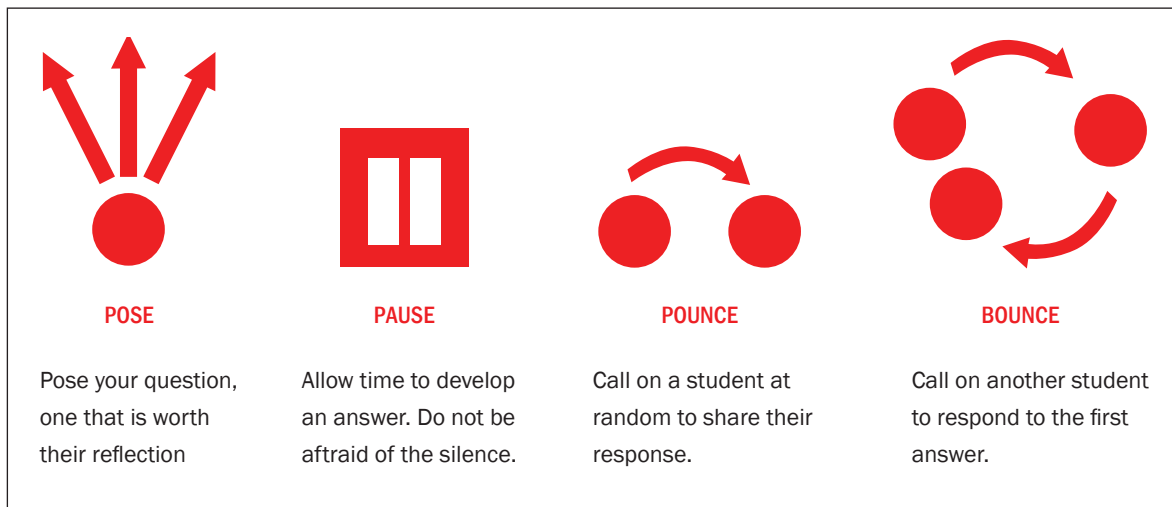 POSE
Pose your question,
one that is worth
their reflection
PAUSE
Allow time to develop
an answer. Do not be
aftraid of the silence.
POUNCE
Call on a student at
random to share their
response.
BOUNCE
Call on another student
to respond to the first
answer.